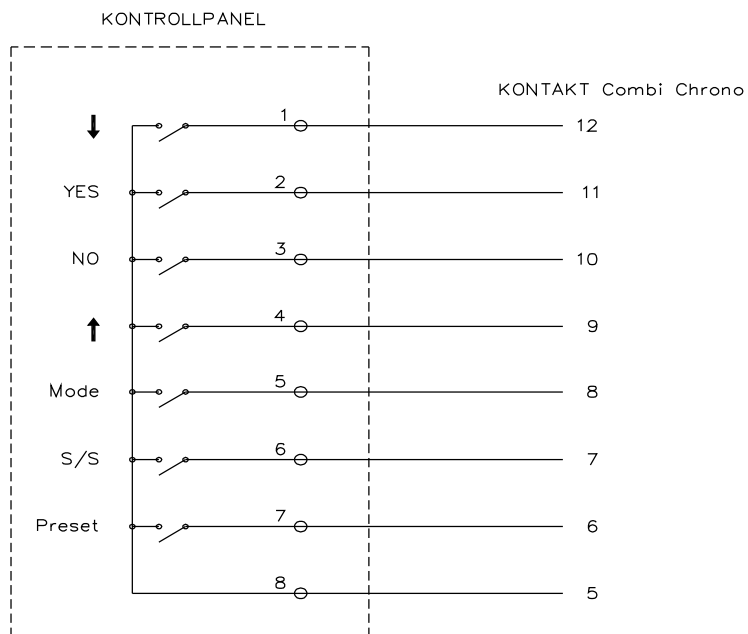 KONTROLLPANEL
KONTAKT Combi Chrono
1
12
YES
2
11
NO
3
10
4
9
Mode
5
8
S/S
6
7
Preset
7
6
8
5